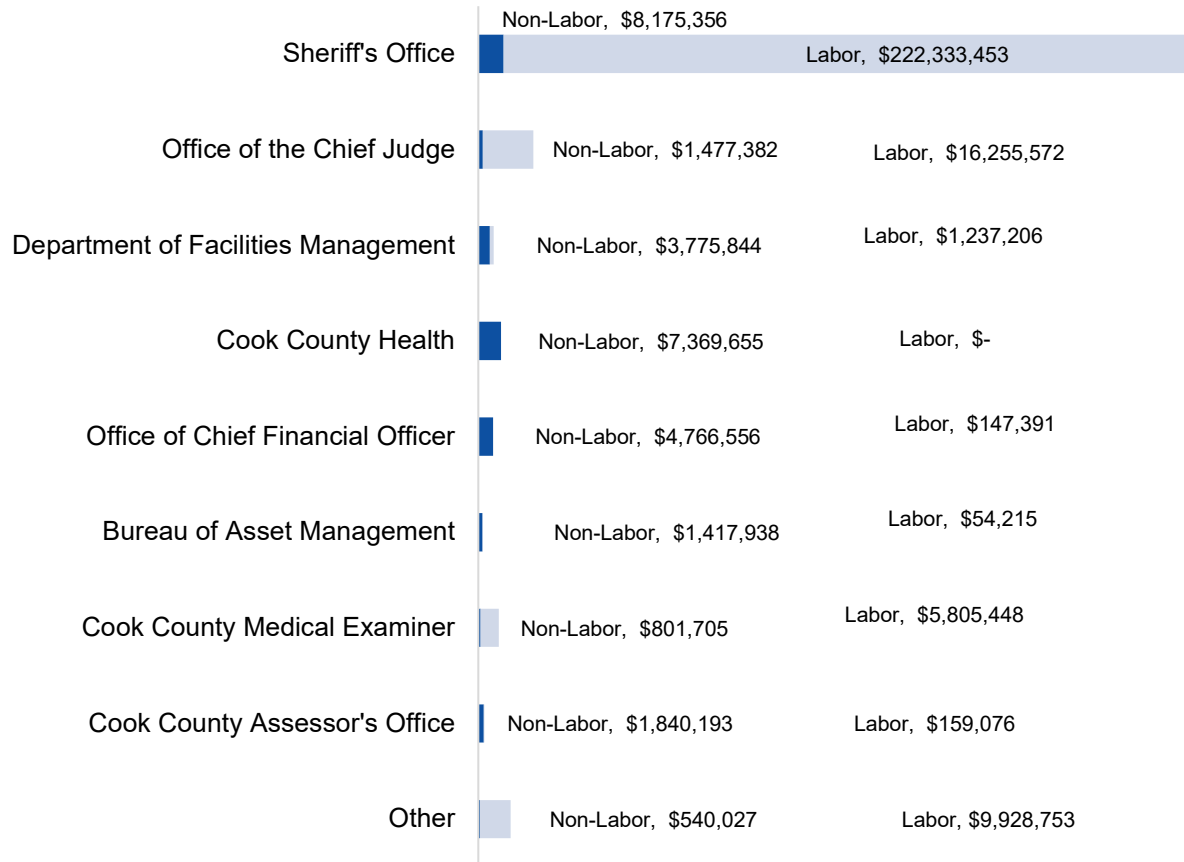 Non-Labor, $8,175,356
Sheriff's Office
Labor, $222,333,453
Office of the Chief Judge
Non-Labor, $1,477,382
Labor, $16,255,572
Department of Facilities Management
Non-Labor, $3,775,844
Labor, $1,237,206
Cook County Health
Non-Labor, $7,369,655
Labor, $-
Office of Chief Financial Officer
Non-Labor, $4,766,556
Labor, $147,391
Bureau of Asset Management
Non-Labor, $1,417,938
Labor, $54,215
Cook County Medical Examiner
Non-Labor, $801,705
Labor, $5,805,448
Cook County Assessor's Office
Non-Labor, $1,840,193
Labor, $159,076
Other
Non-Labor, $540,027
Labor, $9,928,753